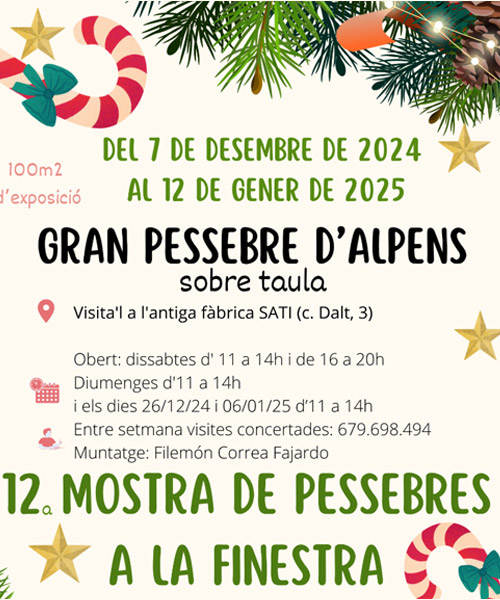 DEL 7 DE DESEMBRE DE 2024
AL 12 DE GENER DE 2025
100m2
d'exposició
GRAN PESSEBRE D'ALPENS
sobre taula
Visita'l a l'antiga fàbrica SATI (c. Dalt, 3)
Obert: dissabtes d' 11 a 14h i de 16 a 20h
Diumenges d'11 a 14h
i els dies 26/12/24 i 06/01/25 d'11 a 14h
Entre setmana visites concertades: 679.698.494
Muntatge: Filemón Correa Fajardo
12a MOSTRA DE PESSEBRES
A LA FINESTRA